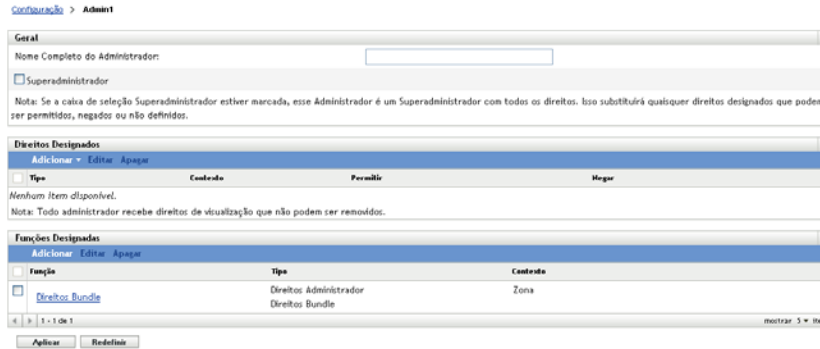 Configuração > Admin1
Geral
Nome Completo do Administrador:
Superadministrador
Nota: Se a caixa de seleção Superadministrador estiver marcada, esse Administrador é um Superadministrador com todos os direitos. Isso substituirá quaisquer direitos designados que podem
ser permitidos, negados ou não definidos.
Direitos Designados
Adicionar Editar Apagar
Tipo Contexto Permitir Negar
Nenhum item disponível.
Nota: Todo administrador recebe direitos de visualização que não podem ser removidos.
Funções Designadas
Adicionar Editar Apagar
Função Tipo Contexto
Direitos Bundle Direitos Administrador Zona
Direitos Bundle
1 - 1 de 1 mostrar 5 ite
Aplicar Redefinir